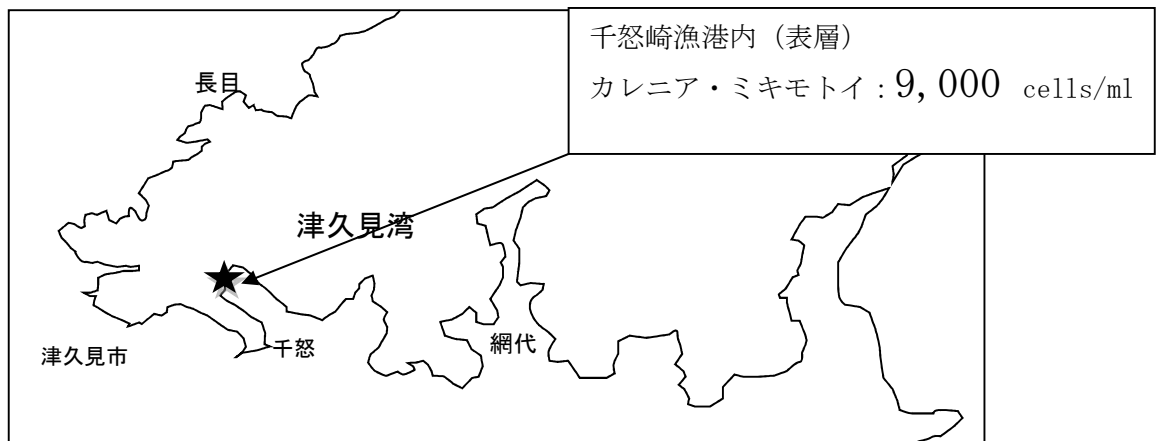 千怒崎漁港内（表層）
カレニア・ミキモトイ：9,000 cells/ml
長目
津久見湾
網代
千怒
津久見市